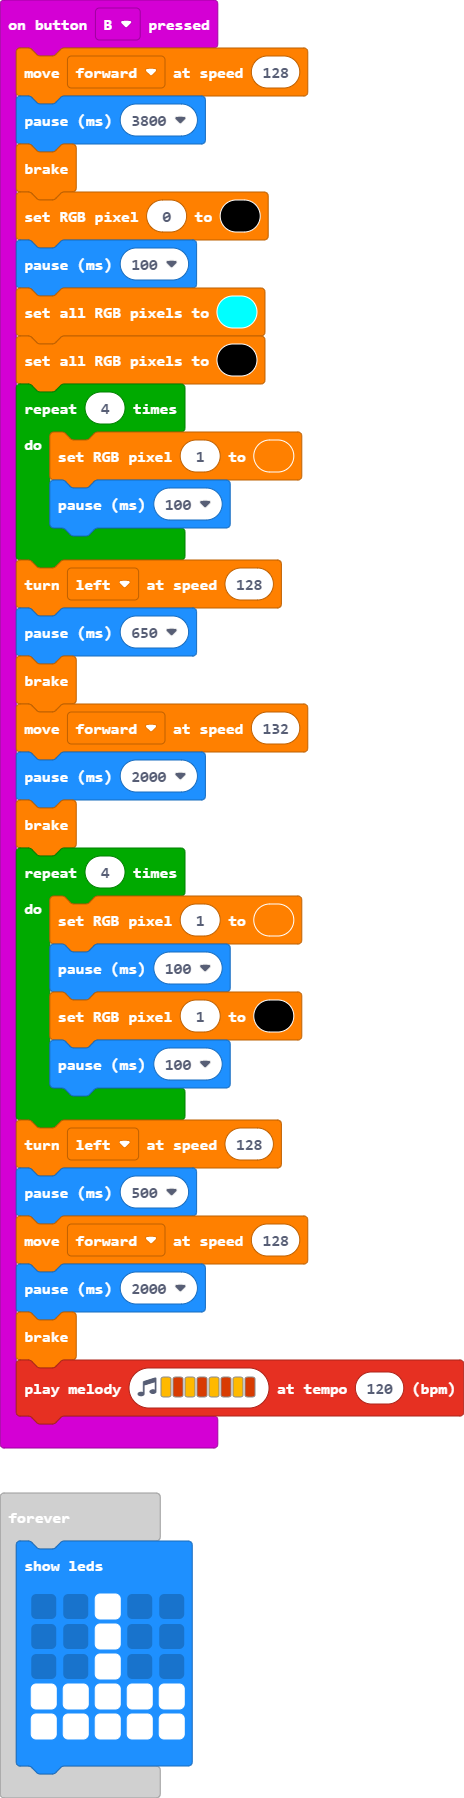 on button B pressed
move forward at speed 128
pause (ms) 3800
brake
set RGB pixel 0 to
pause (ms) 100
set all RGB pixels to
set all RGB pixels to
repeat 4 times
do
set RGB pixel 1 to
pause (ms) 100
turn left at speed 128
pause (ms) 650
brake
move forward at speed 132
pause (ms) 2000
brake
repeat 4 times
do
set RGB pixel 1 to
pause (ms) 100
set RGB pixel 1 to
pause (ms) 100
turn left at speed 128
pause (ms) 500
move forward at speed 128
pause (ms) 2000
brake
play melody at tempo 120 (bpm)
forever
show leds